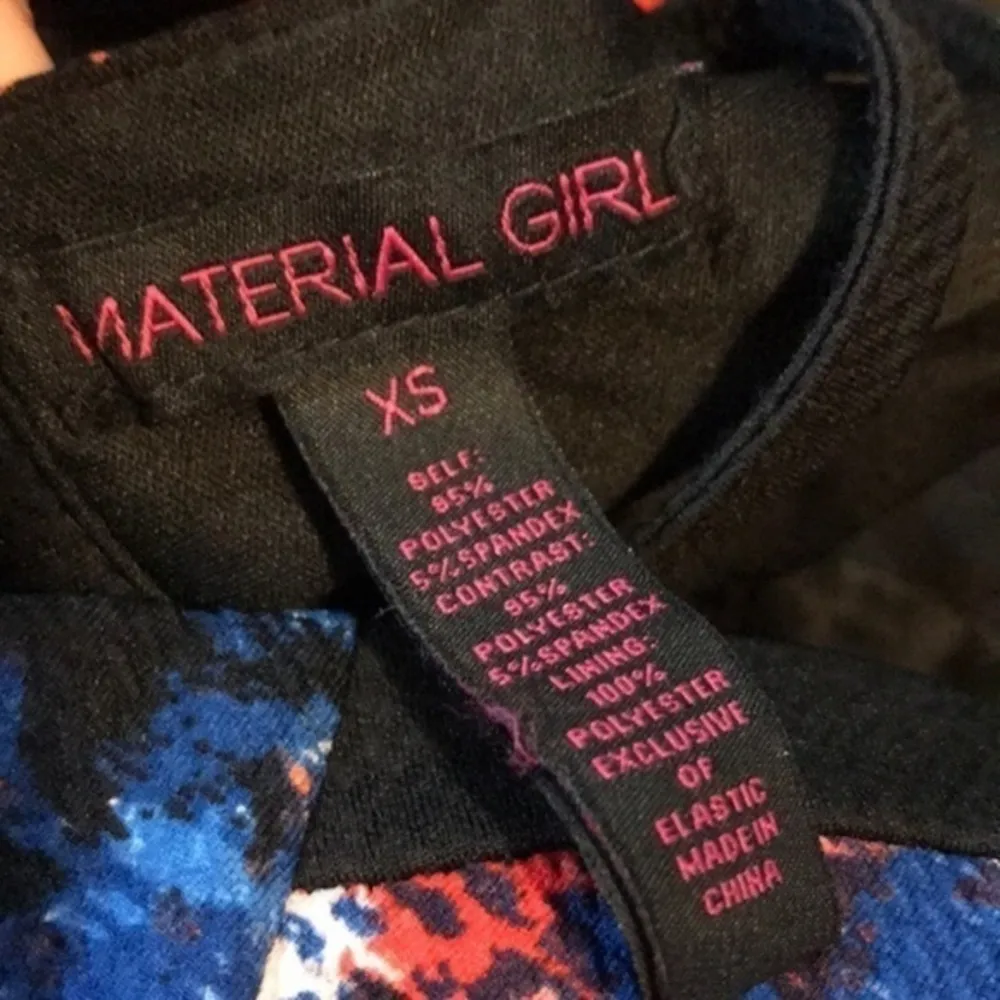 MATERIAL GIRL
XS
SELF:
95%
POLYESTER
5%SPANDEX
CONTRAST:
95%
POLYESTER
5%SPANDEX
LINING:
100%
POLYESTER
EXCLUSIVE
OF
ELASTIC
MADE IN
CHINA